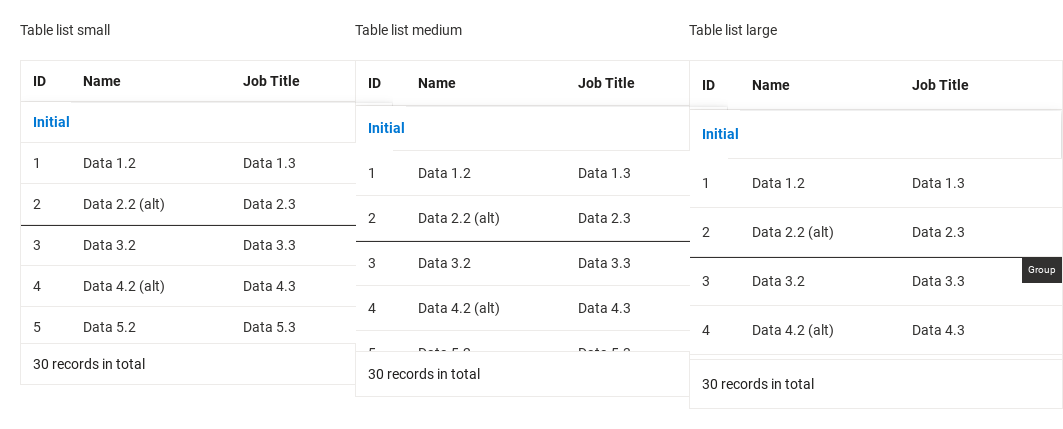 Table list small
ID Name Job Title
Initial
1 Data 1.2 Data 1.3
2 Data 2.2 (alt) Data 2.3
3 Data 3.2 Data 3.3
4 Data 4.2 (alt) Data 4.3
5 Data 5.2 Data 5.3
30 records in total
Table list medium
ID Name Job Title
Initial
1 Data 1.2 Data 1.3
2 Data 2.2 (alt) Data 2.3
3 Data 3.2 Data 3.3
4 Data 4.2 (alt) Data 4.3
30 records in total
Table list large
ID Name Job Title
Initial
1 Data 1.2 Data 1.3
2 Data 2.2 (alt) Data 2.3
Group
3 Data 3.2 Data 3.3
4 Data 4.2 (alt) Data 4.3
30 records in total